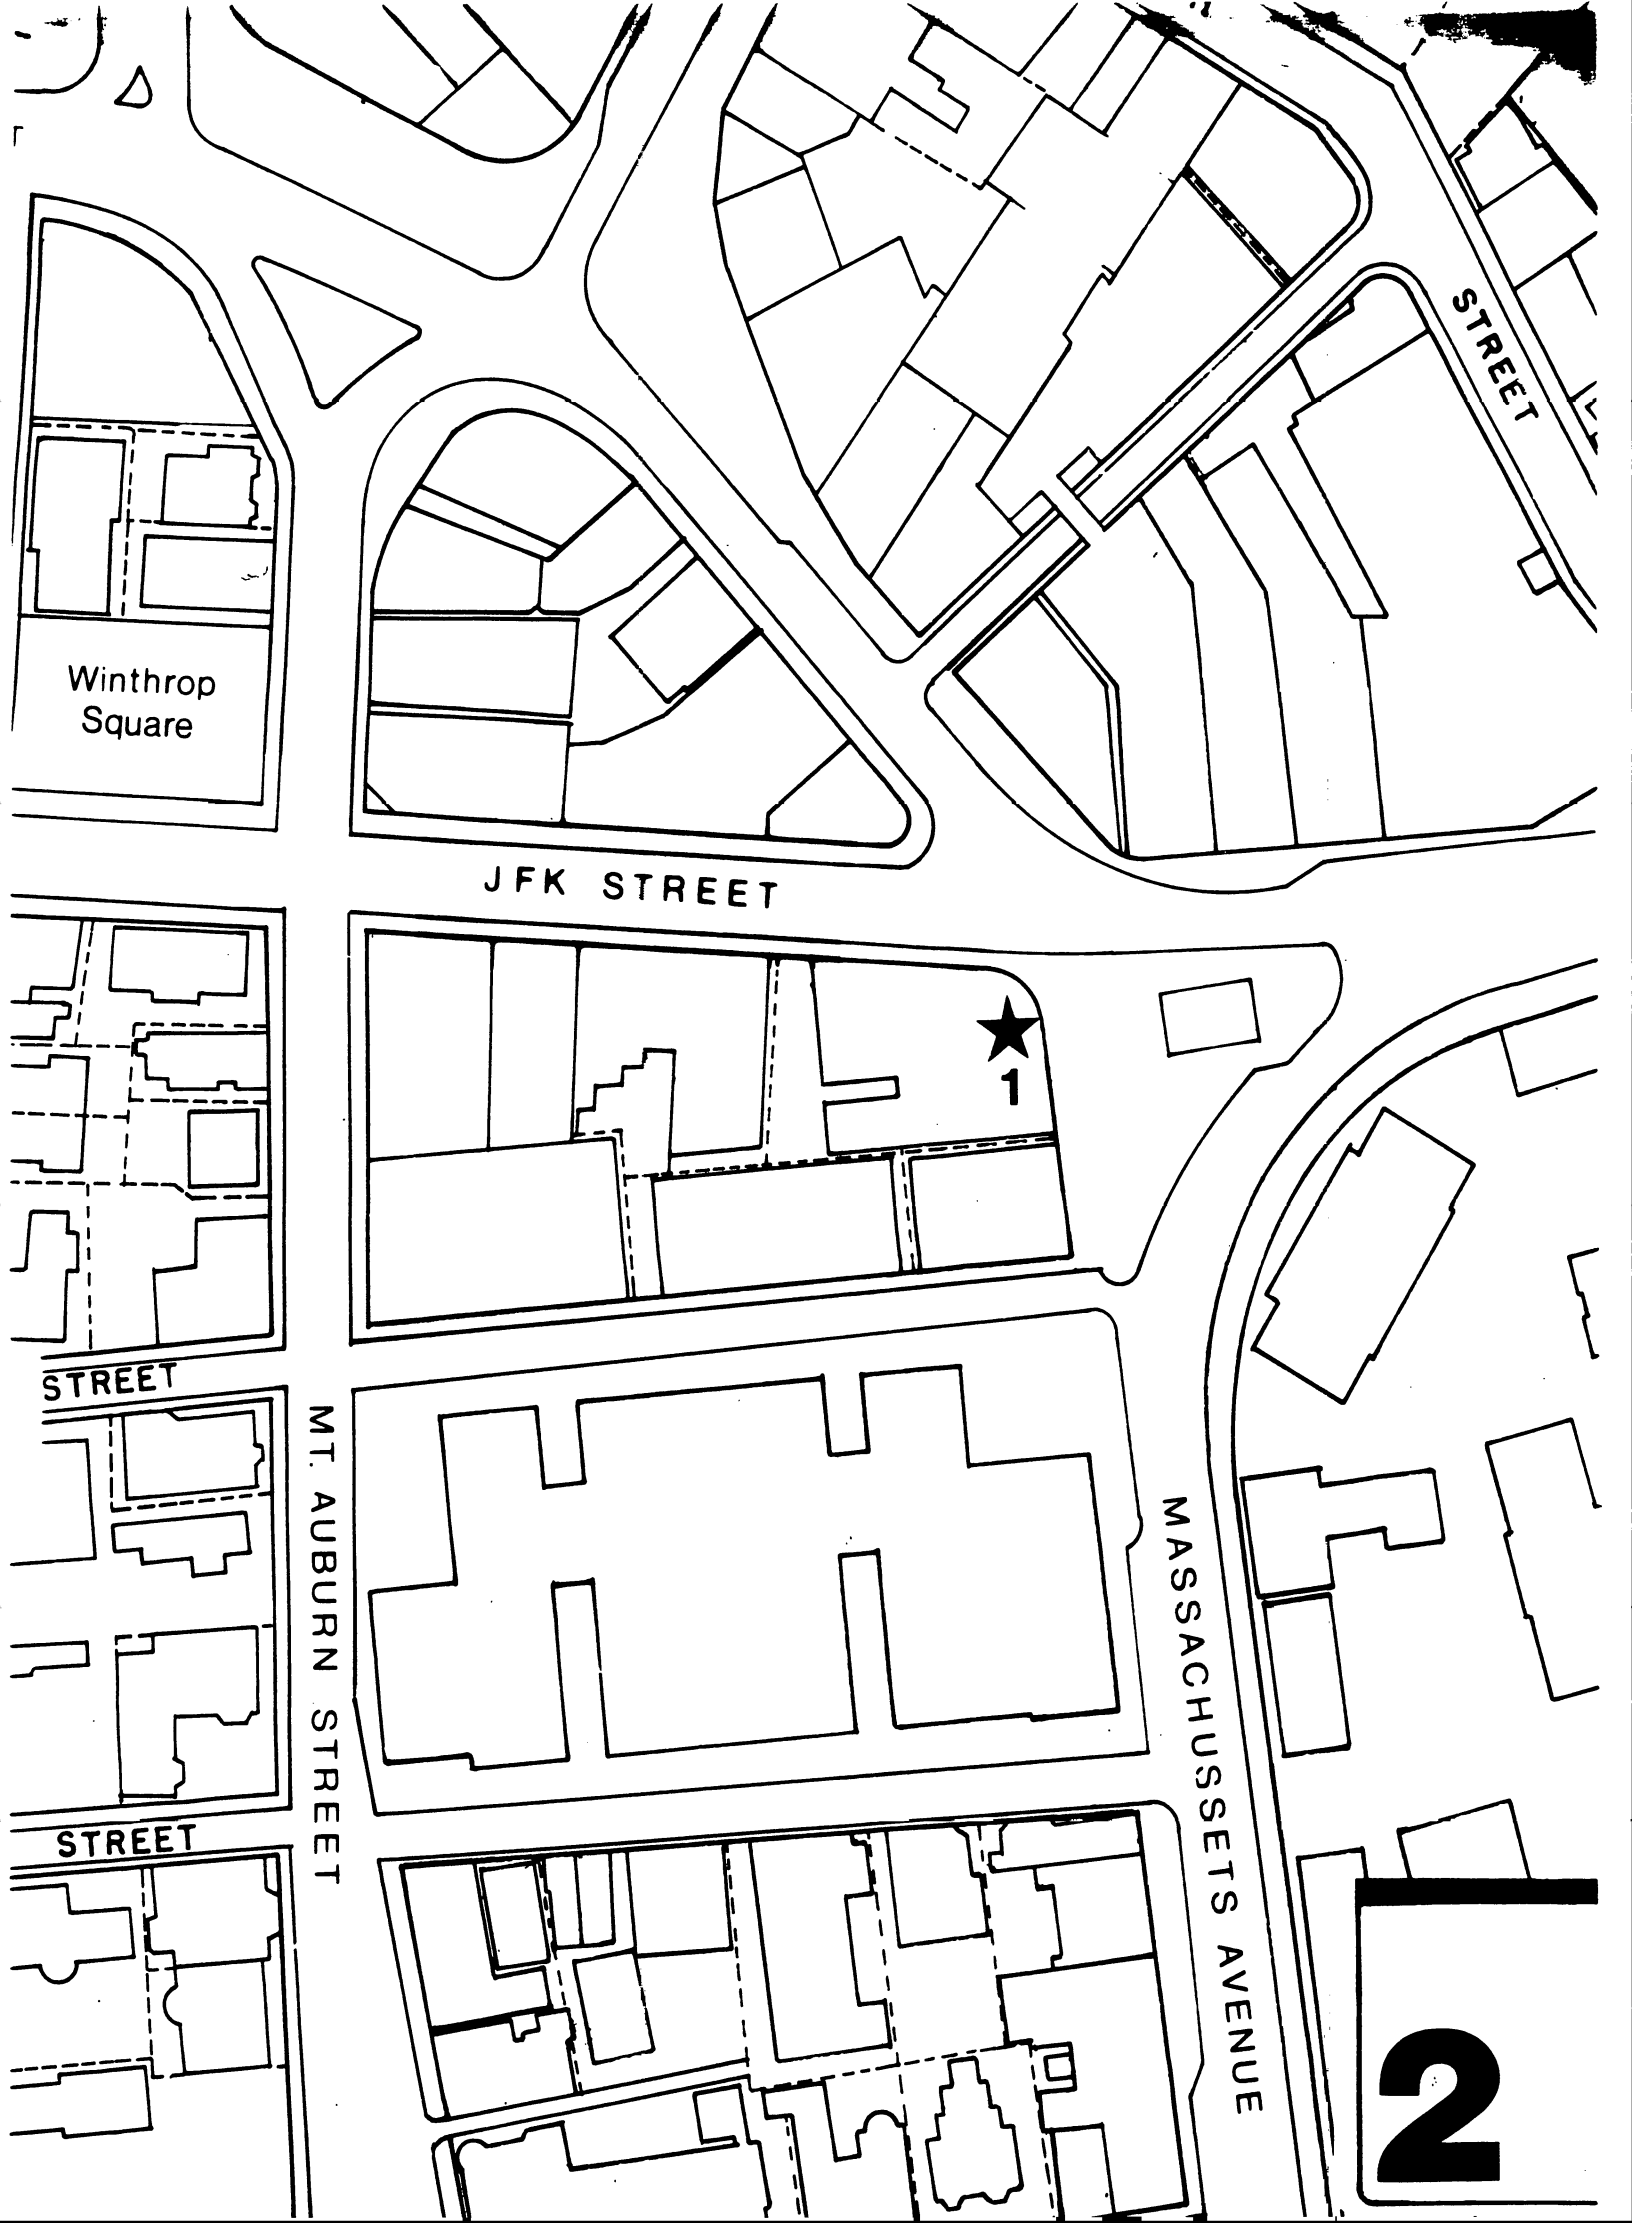 STREET
Winthrop
Square
JFK STREET
1
STREET
MT. AUBURN STREET
MASSACHUSSETS AVENUE
STREET
2